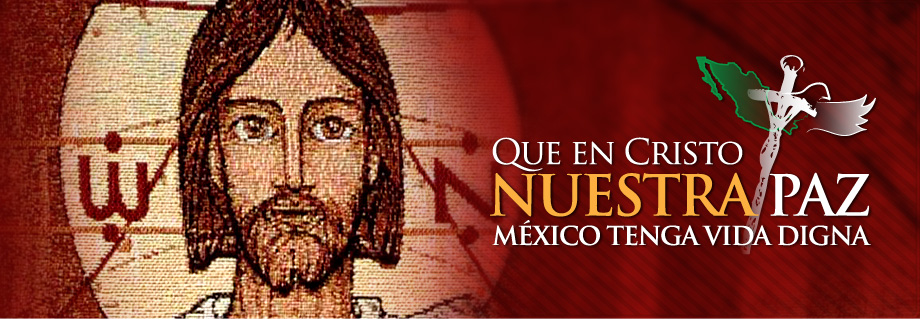 QUE EN CRISTO
NUESTRA PAZ
MÉXICO TENGA VIDA DIGNA